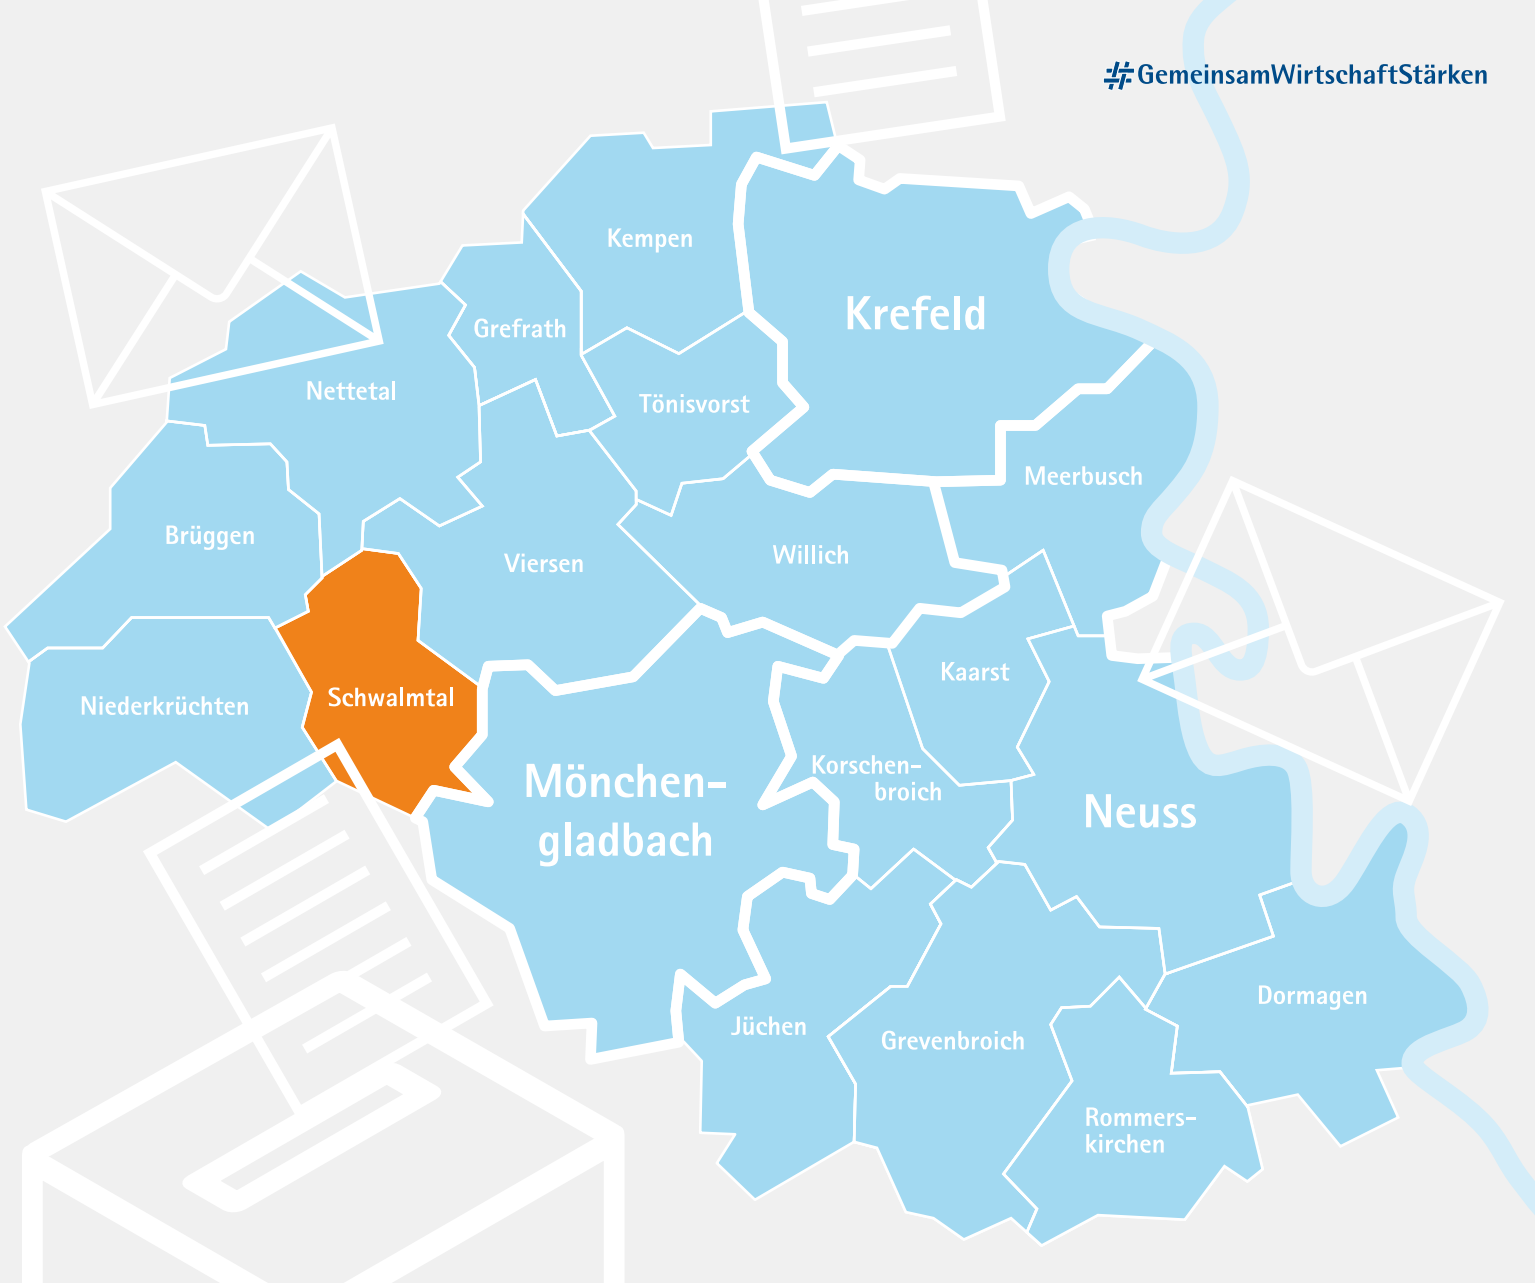 #GemeinsamWirtschaftStärken
Kempen
Krefeld
Grefrath
Nettetal
Tönisvorst
Meerbusch
Brüggen
Viersen
Willich
Kaarst
Schwalmtal
Niederkrüchten
Korschen-
broich
Mönchen-
gladbach
Neuss
Dormagen
Jüchen
Grevenbroich
Rommers-
kirchen